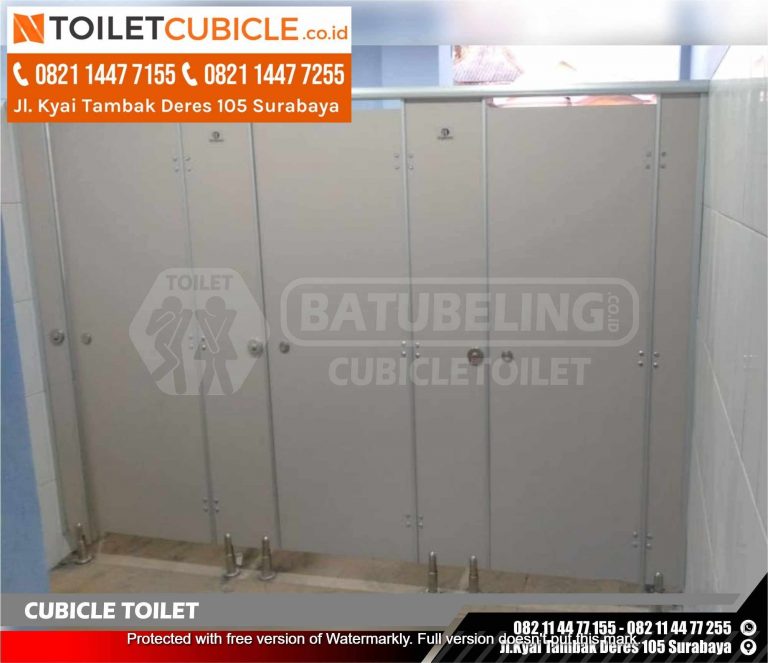 TOILETCUBICLE.co.id
0821 1447 7155 0821 1447 7255
Jl. Kyai Tambak Deres 105 Surabaya
TOILET
BATUBELING.co.id
CUBICLETOILET
CUBICLE TOILET
082 11 44 77 155 - 082 11 44 77 255
Jl.Kyai Tambak Deres 105 Surabaya
Protected with free version of Watermarkly. Full version doesn't put this mark.